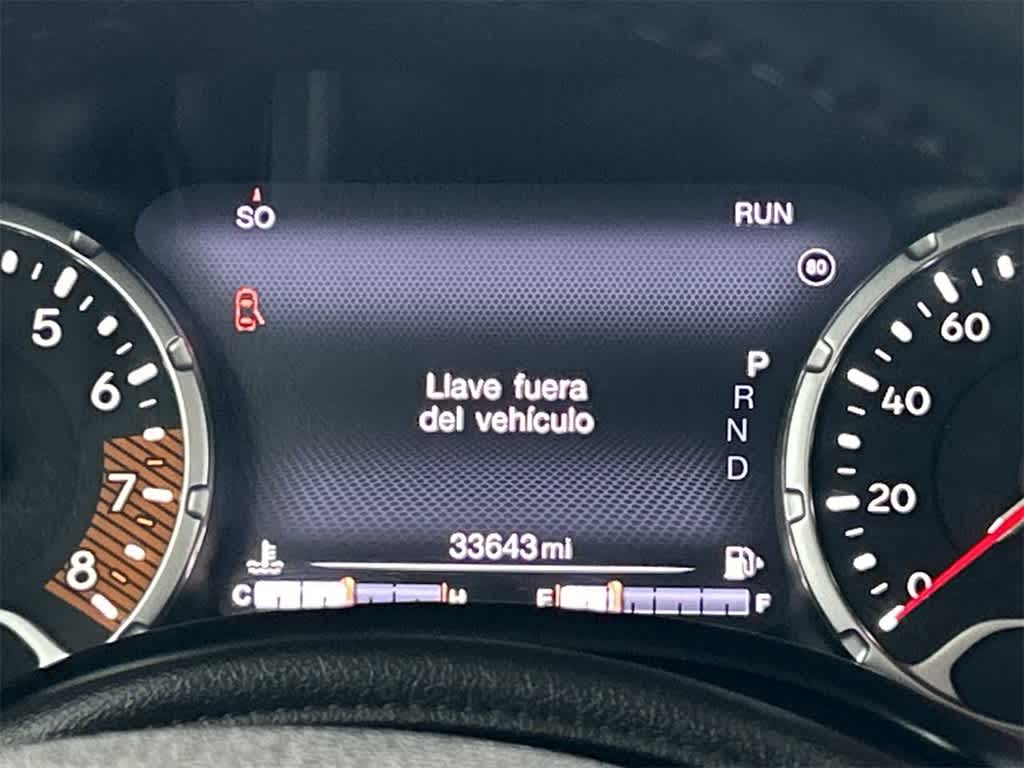 SO
RUN
80
5
6
7
8
60
40
20
0
P
R
N
D
Llave fuera
del vehículo
33643 mi
C H
E F